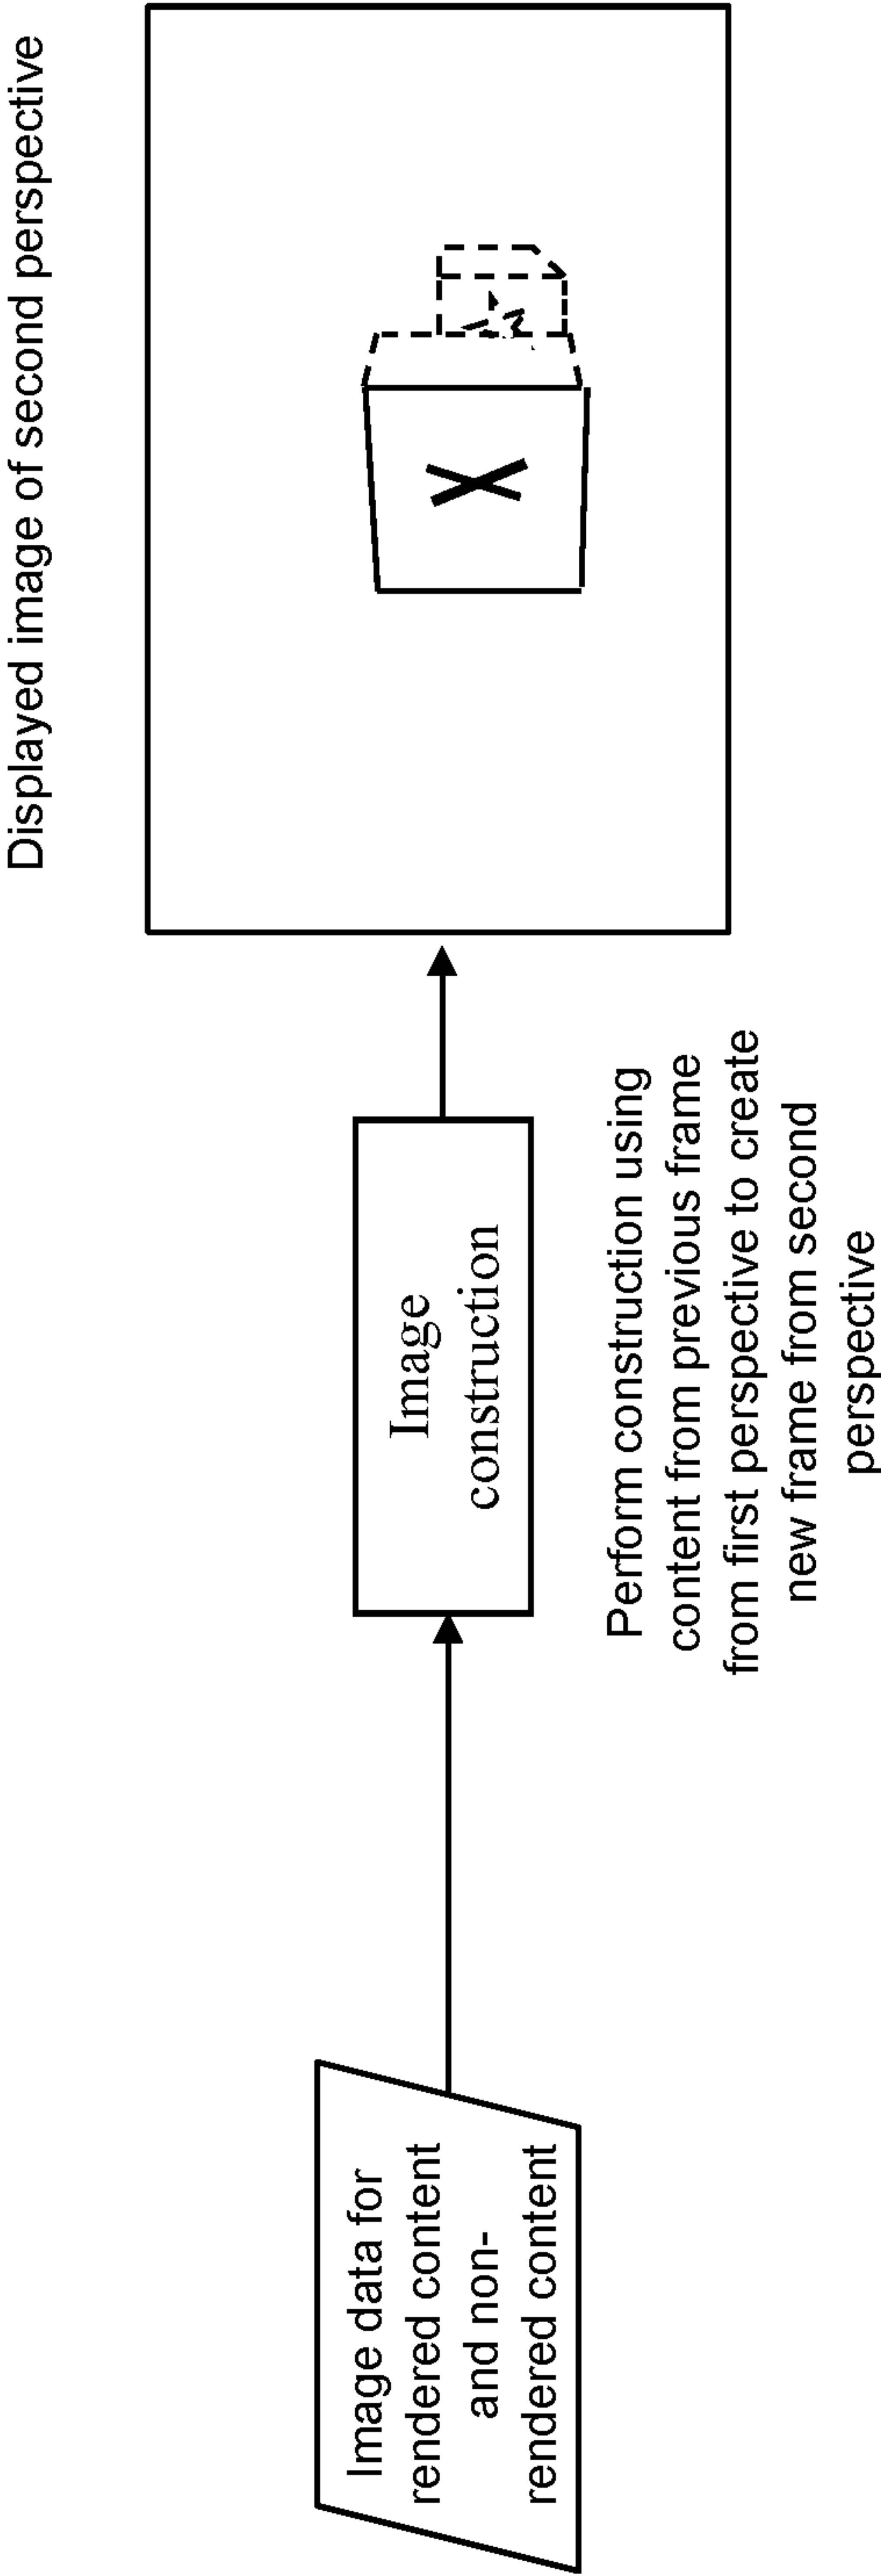 Displayed image of second perspective
X
Image
construction
Perform construction using
content from previous frame
from first perspective to create
new frame from second
perspective
Image data for
rendered content
and non-
rendered content